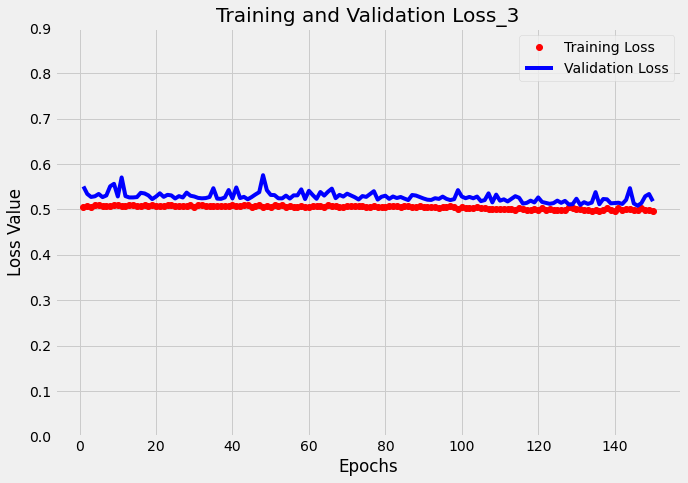 Training and Validation Loss_3
Training Loss
Validation Loss
0.9
0.8
0.7
0.6
0.5
0.4
0.3
0.2
0.1
0.0
Loss Value
0 20 40 60 80 100 120 140
Epochs